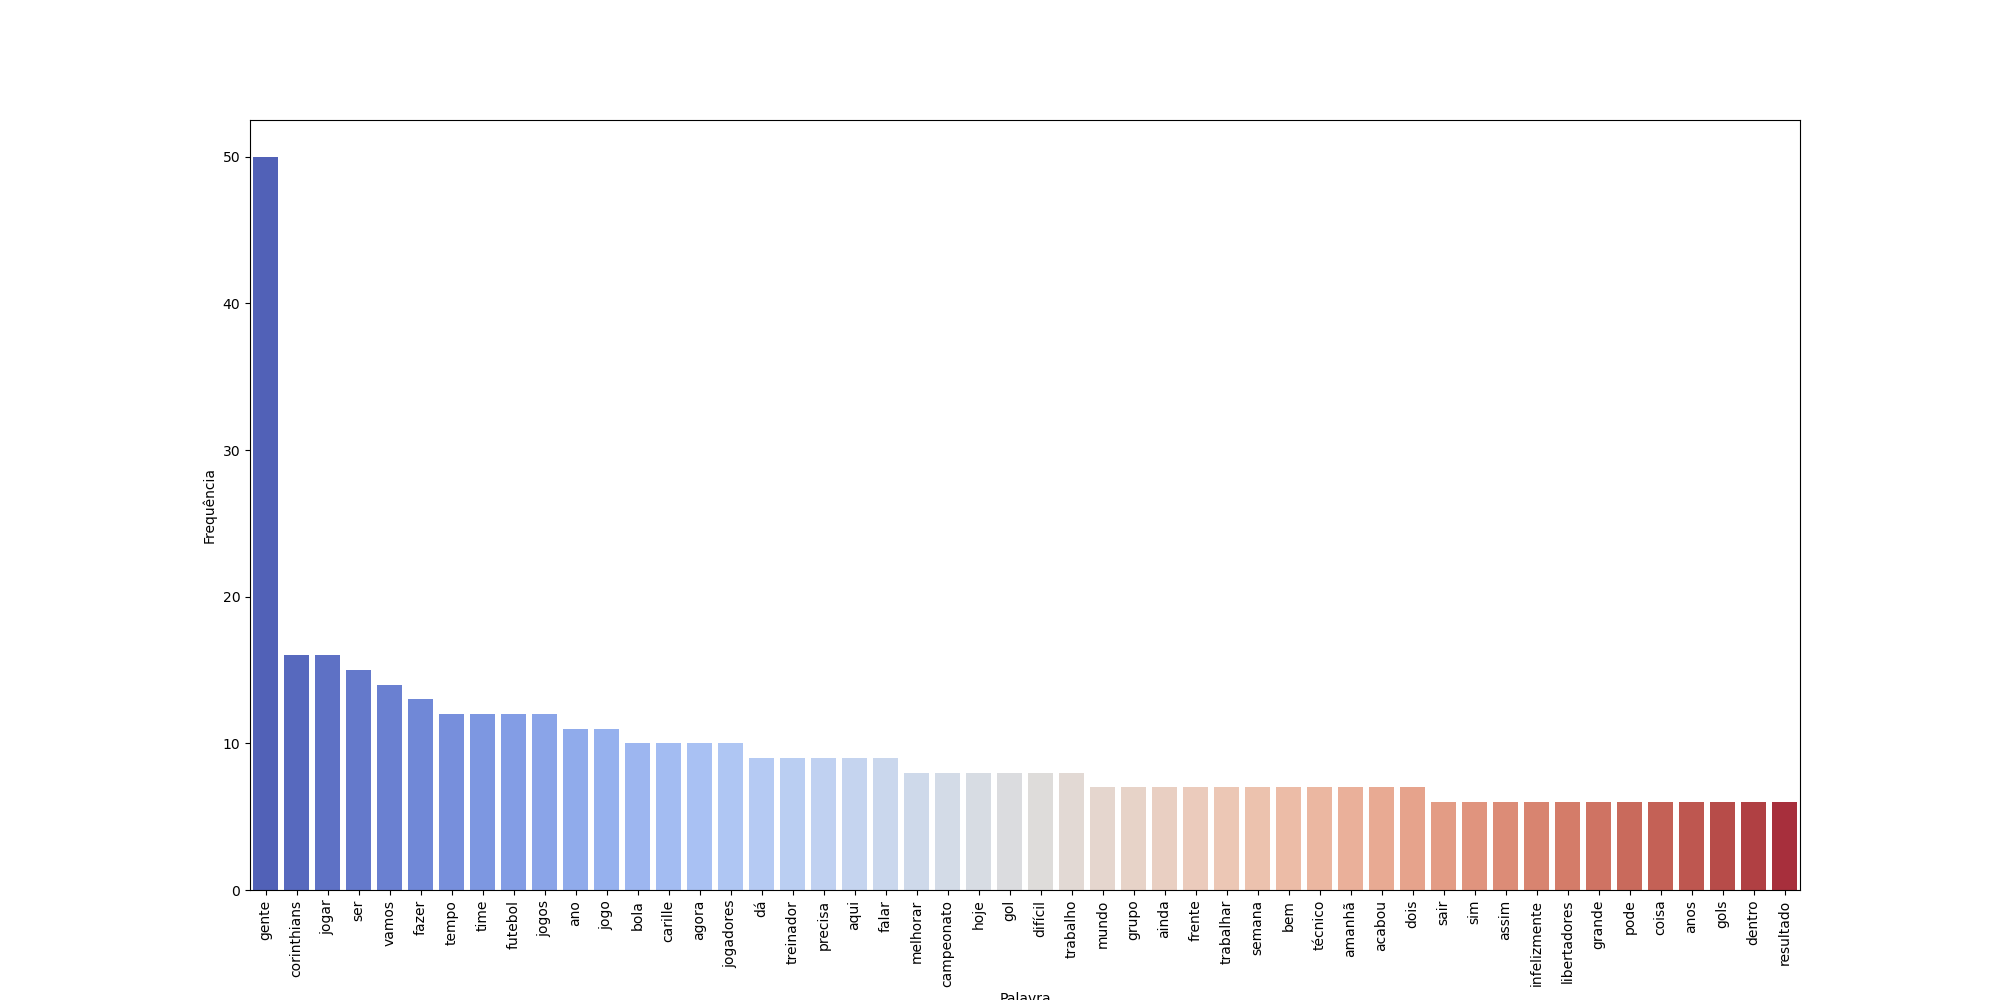 50
40
30
20
10
0
Frequência
gente
corinthians
jogar
ser
vamos
fazer
tempo
time
futebol
jogos
ano
jogo
bola
carille
agora
jogadores
dá
treinador
precisa
aqui
falar
melhorar
campeonato
hoje
gol
difícil
trabalho
mundo
grupo
ainda
frente
trabalhar
semana
bem
técnico
amanhã
acabou
dois
sair
sim
assim
infelizmente
libertadores
grande
pode
coisa
anos
gols
dentro
resultado
Palavra